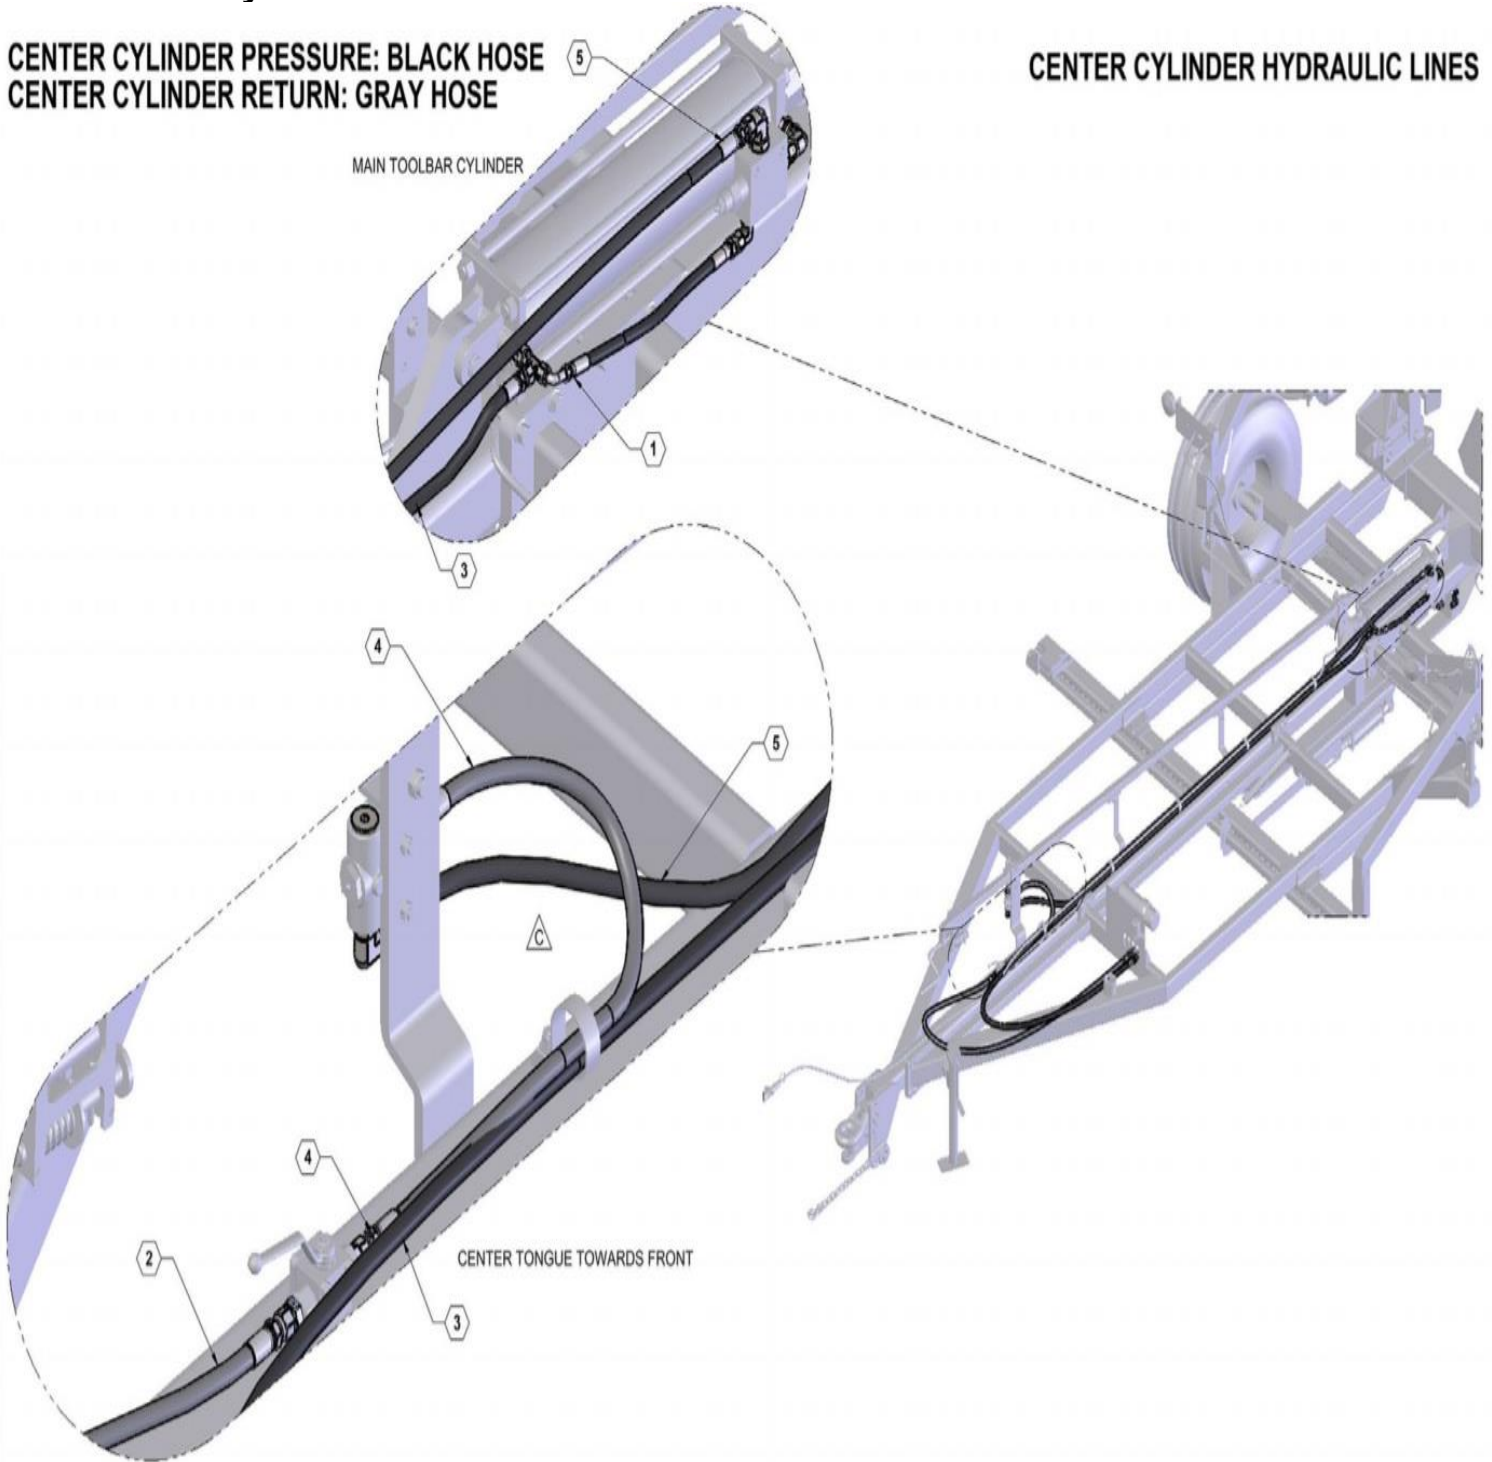 CENTER CYLINDER PRESSURE: BLACK HOSE
CENTER CYLINDER RETURN: GRAY HOSE
CENTER CYLINDER HYDRAULIC LINES
5
5
MAIN TOOLBAR CYLINDER
1
3
4
5
C
4
2
CENTER TONGUE TOWARDS FRONT
3